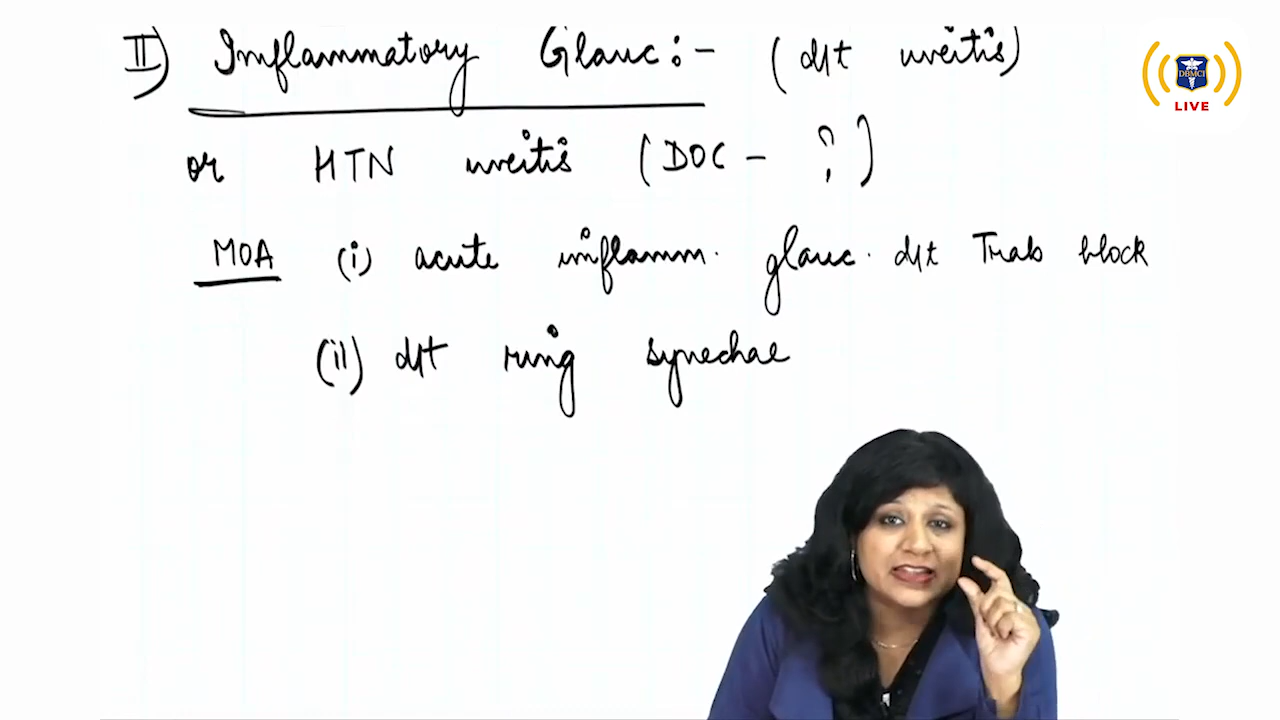 II) Inflammatory Glauc:- (d/t uveitis)
or HTN uveitis (DOC - ?)
MOA (i) acute inflamm. glauc. d/t Trab block
(ii) d/t ring synechae
DBMCI
LIVE